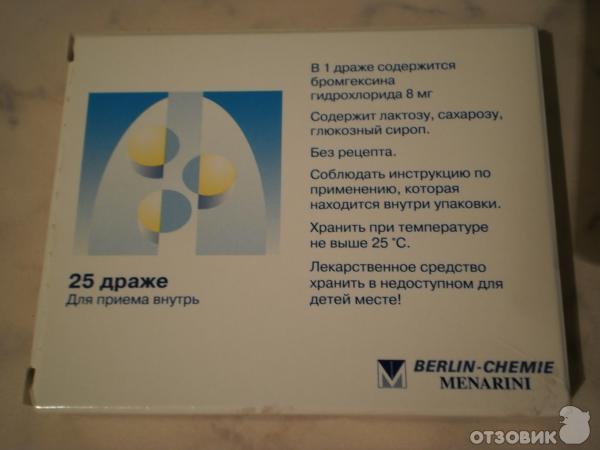 В 1 драже содержится
бромгексина
гидрохлорида 8 мг
Содержит лактозу, сахарозу,
глюкозный сироп.
Без рецепта.
Соблюдать инструкцию по
применению, которая
находится внутри упаковки.
Хранить при температуре
не выше 25 °С.
Лекарственное средство
хранить в недоступном для
детей месте!
25 драже
Для приема внутрь
BERLIN-CHEMIE
MENARINI
ОТЗОВИК